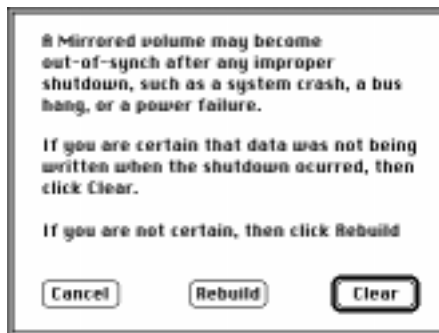 A Mirrored volume may become
out-of-synch after any improper
shutdown, such as a system crash, a bus
hang, or a power failure.
If you are certain that data was not being
written when the shutdown ocurred, then
click Clear.
If you are not certain, then click Rebuild
Cancel Rebuild Clear